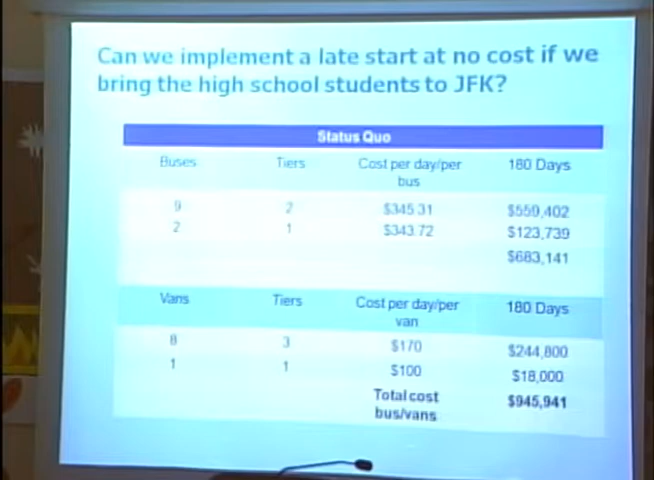 Can we implement a late start at no cost if we
bring the high school students to JFK?
Status Quo
Buses Tiers Cost per day/per bus 180 Days
9 2 $345.31 $559,402
2 1 $343.72 $123,739
$683,141
Vans Tiers Cost per day/per van 180 Days
8 3 $170 $244,800
1 1 $100 $18,000
Total cost bus/vans $945,941